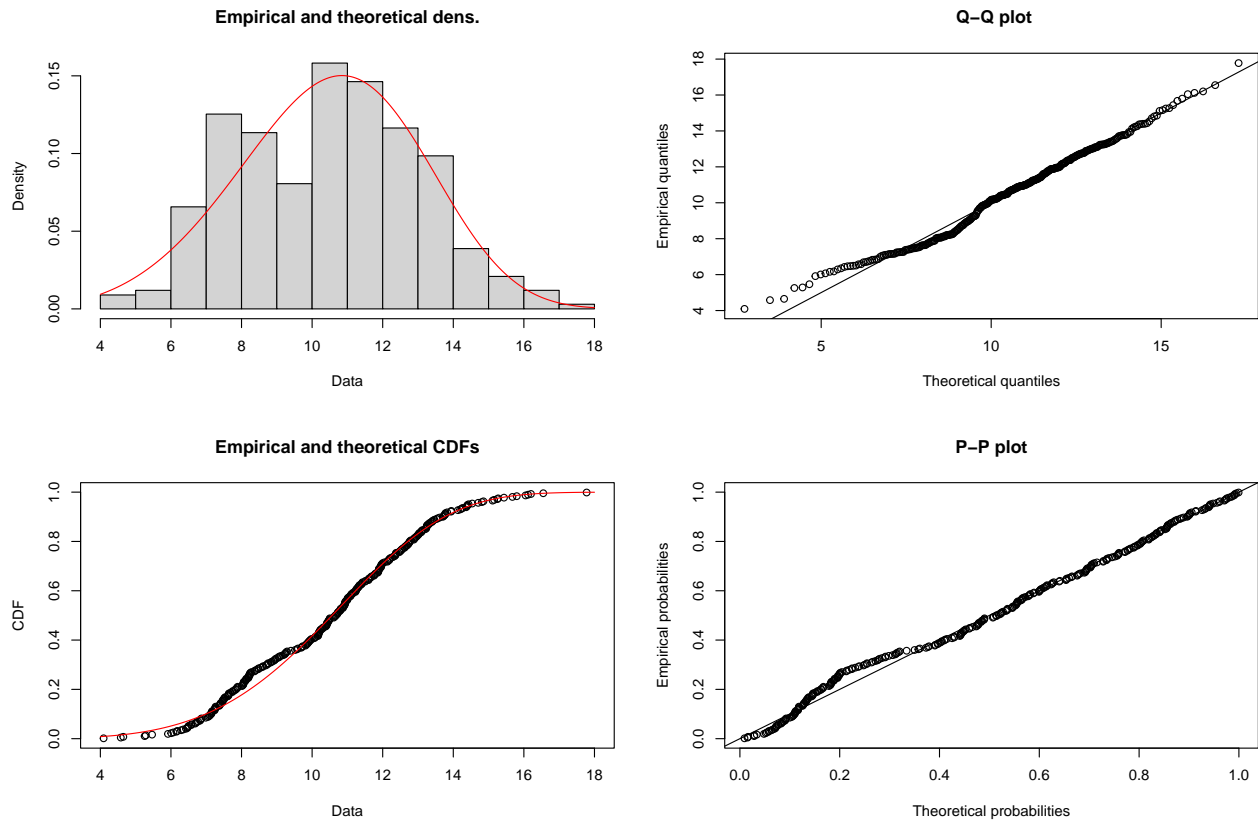 Empirical and theoretical dens.
Density
0.00 0.05 0.10 0.15
4 6 8 10 12 14 16 18
Data
Q−Q plot
Empirical quantiles
4 6 8 10 12 14 16 18
5 10 15
Theoretical quantiles
Empirical and theoretical CDFs
CDF
0.0 0.2 0.4 0.6 0.8 1.0
4 6 8 10 12 14 16 18
Data
P−P plot
Empirical probabilities
0.0 0.2 0.4 0.6 0.8 1.0
0.0 0.2 0.4 0.6 0.8 1.0
Theoretical probabilities